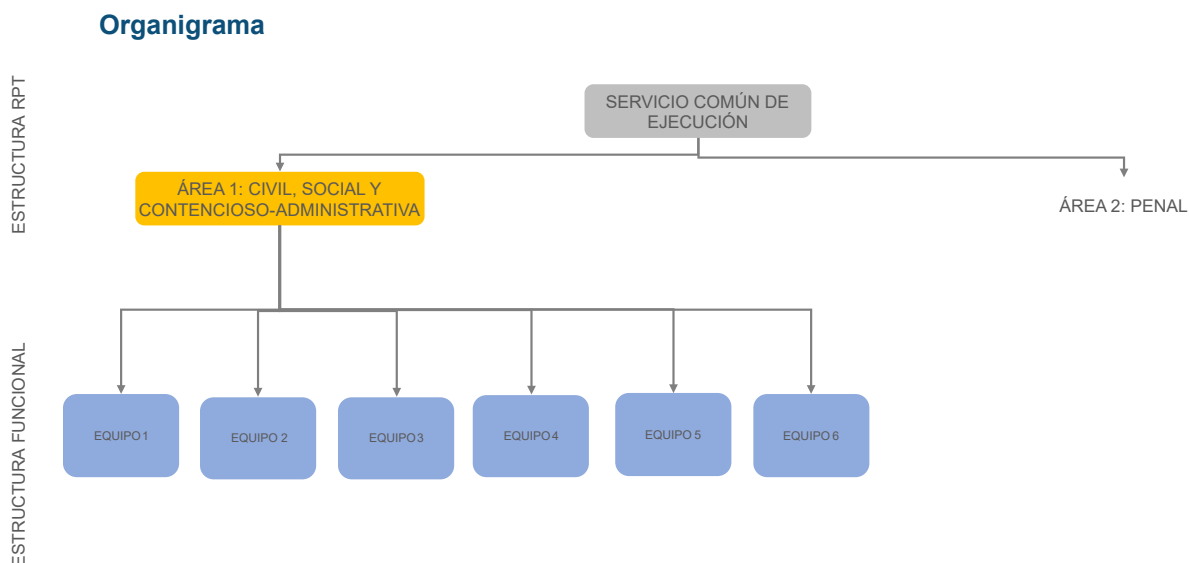 Organigrama
ESTRUCTURA RPT
SERVICIO COMÚN DE
EJECUCIÓN
ÁREA 1: CIVIL, SOCIAL Y
CONTENCIOSO-ADMINISTRATIVA
ÁREA 2: PENAL
ESTRUCTURA FUNCIONAL
EQUIPO 1
EQUIPO 2
EQUIPO 3
EQUIPO 4
EQUIPO 5
EQUIPO 6